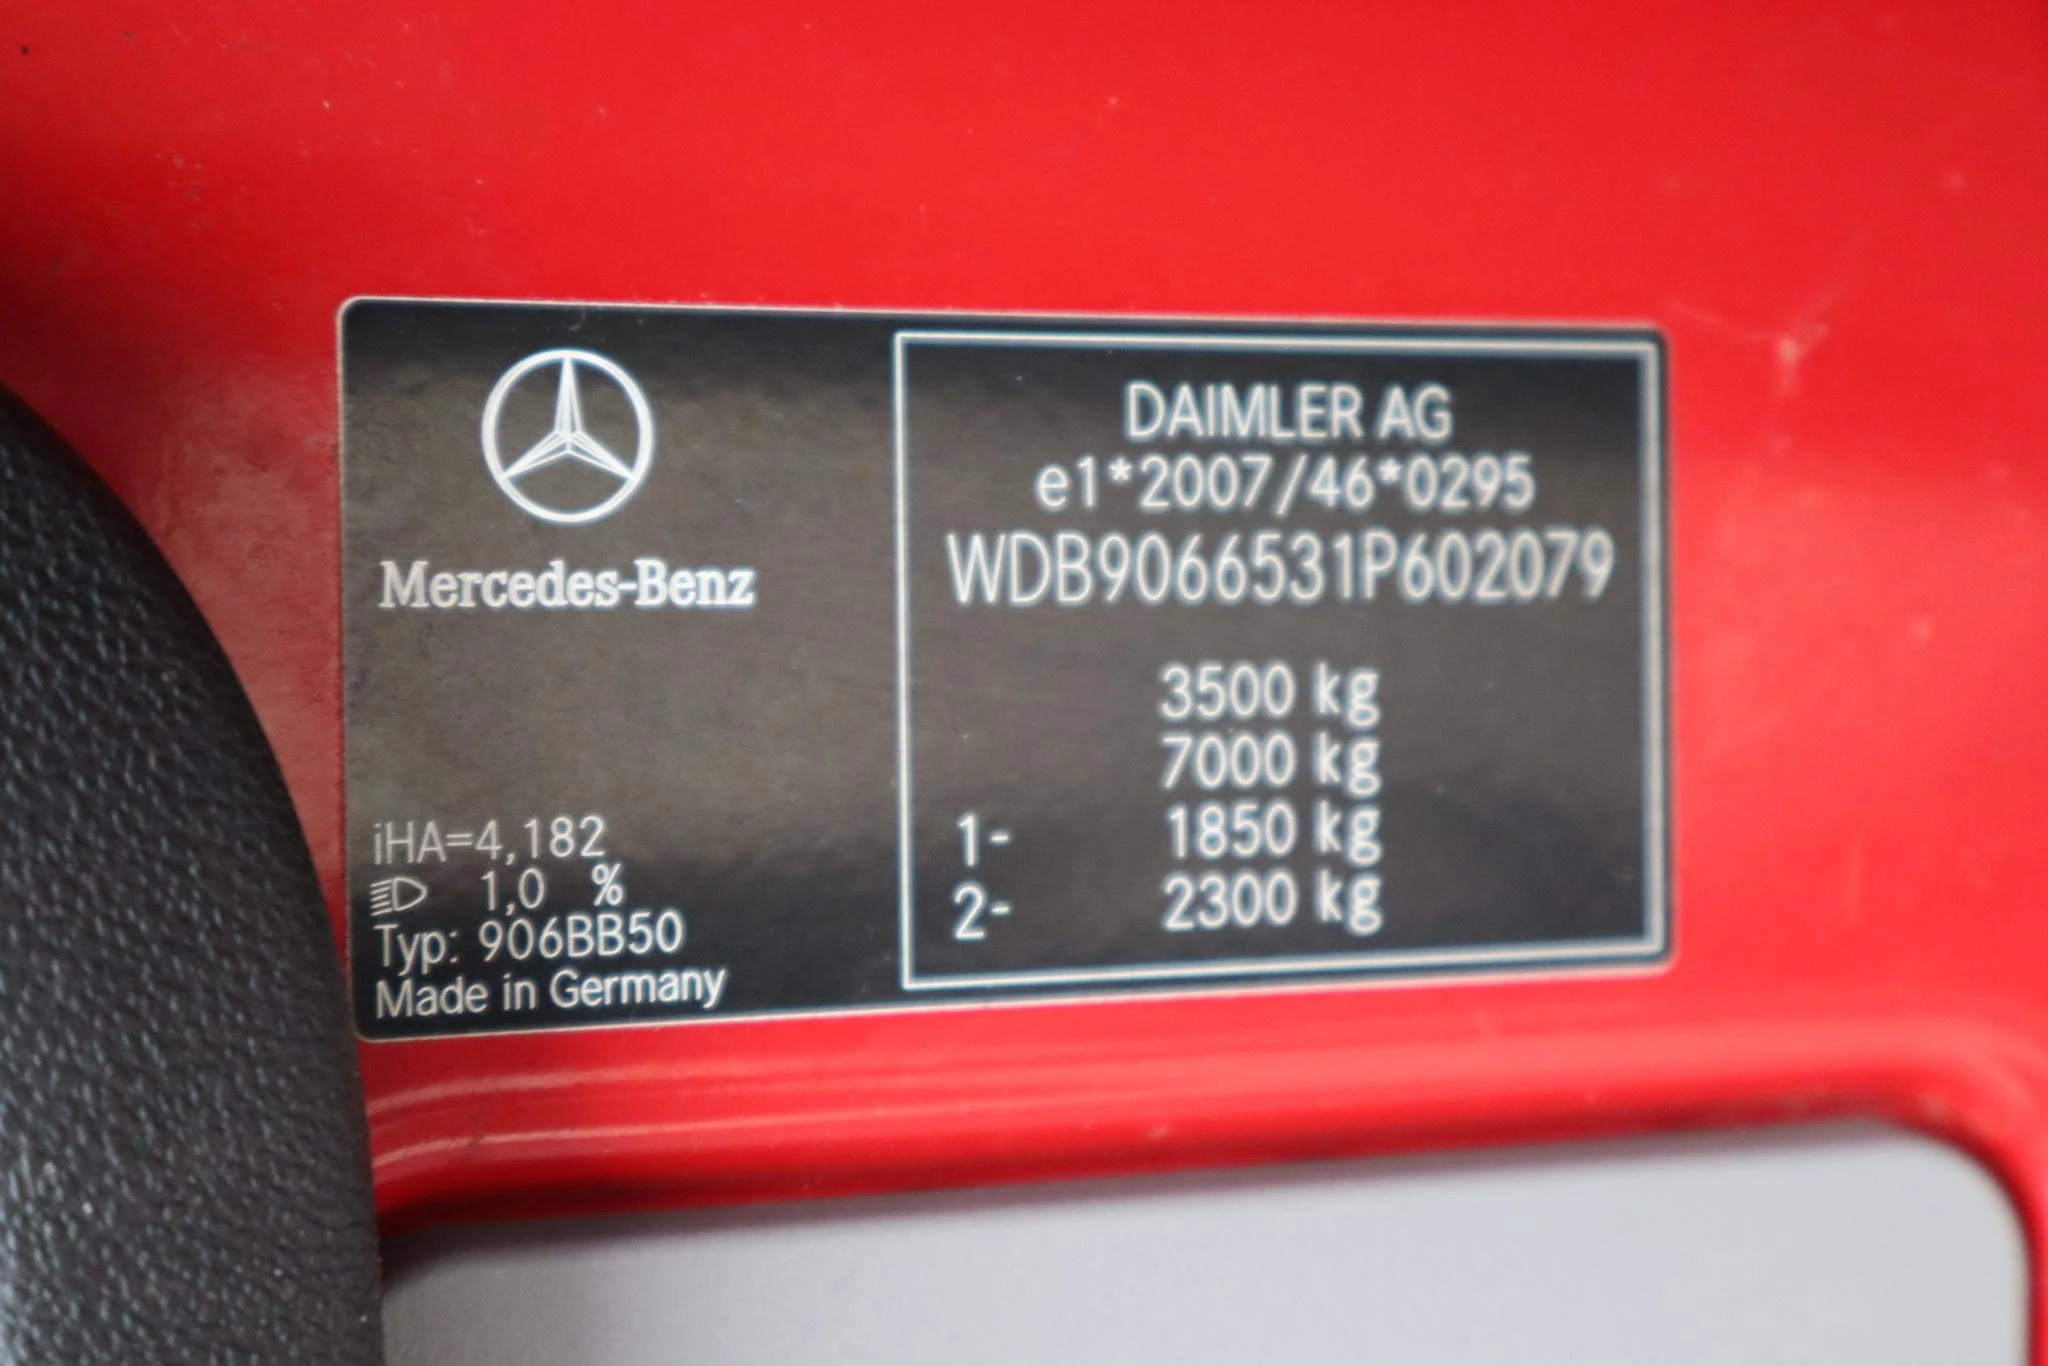 Mercedes-Benz
iHA=4,182
1,0 %
Typ: 906BB50
Made in Germany
DAIMLER AG
e1*2007/46*0295
WDB9066531P602079
3500 kg
7000 kg
1- 1850 kg
2- 2300 kg